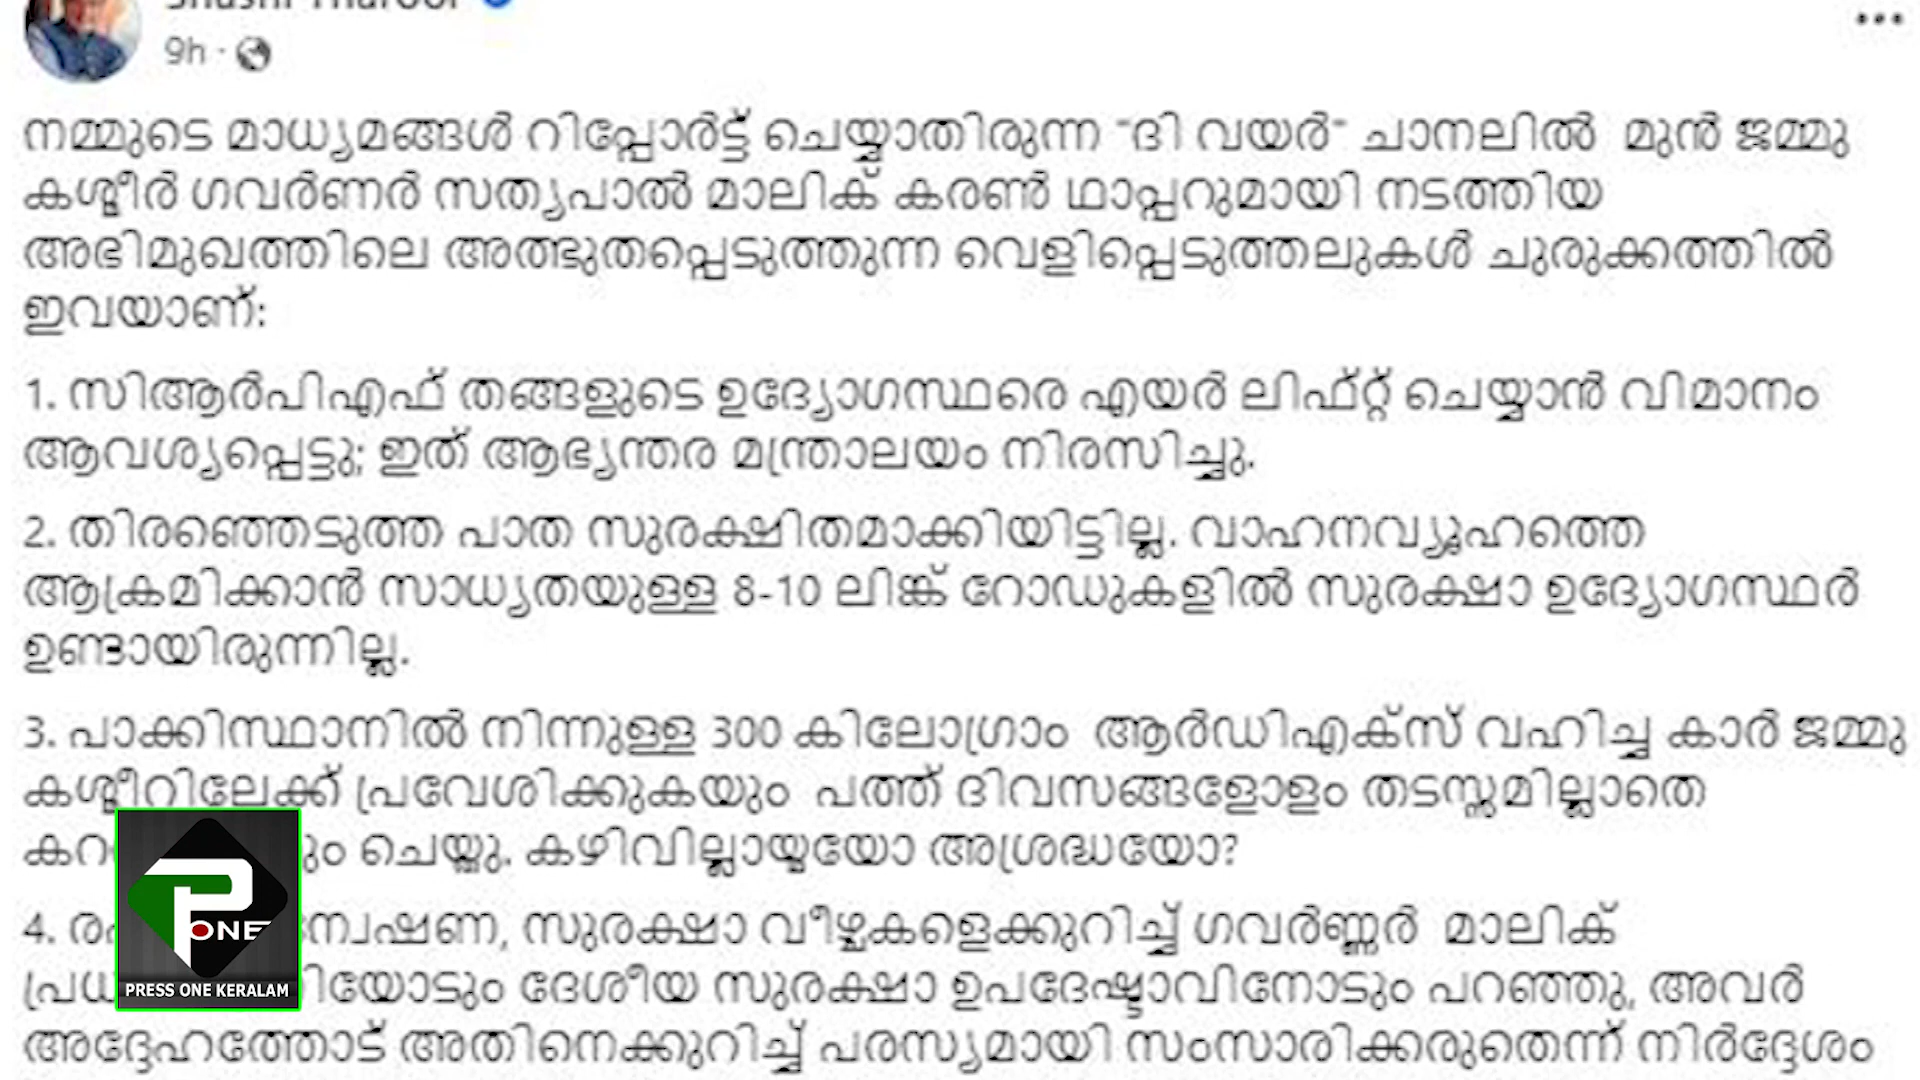 Shashi Tharoor
9h ·
നമ്മുടെ മാധ്യമങ്ങൾ റിപ്പോർട്ട് ചെയ്യാതിരുന്ന "ദി വയർ" ചാനലിൽ മുൻ ജമ്മു
കശ്മീർ ഗവർണർ സത്യപാൽ മാലിക് കരൺ ഥാപ്പറുമായി നടത്തിയ
അഭിമുഖത്തിലെ അത്ഭുതപ്പെടുത്തുന്ന വെളിപ്പെടുത്തലുകൾ ചുരുക്കത്തിൽ
ഇവയാണ്:
1. സിആർപിഎഫ് തങ്ങളുടെ ഉദ്യോഗസ്ഥരെ എയർ ലിഫ്റ്റ് ചെയ്യാൻ വിമാനം
ആവശ്യപ്പെട്ടു; ഇത് ആഭ്യന്തര മന്ത്രാലയം നിരസിച്ചു.
2. തിരഞ്ഞെടുത്ത പാത സുരക്ഷിതമാക്കിയിട്ടില്ല. വാഹനവ്യൂഹത്തെ
ആക്രമിക്കാൻ സാധ്യതയുള്ള 8-10 ലിങ്ക് റോഡുകളിൽ സുരക്ഷാ ഉദ്യോഗസ്ഥർ
ഉണ്ടായിരുന്നില്ല.
3. പാക്കിസ്ഥാനിൽ നിന്നുള്ള 300 കിലോഗ്രാം ആർഡിഎക്സ് വഹിച്ച കാർ ജമ്മു
കശ്മീറിലേക്ക് പ്രവേശിക്കുകയും പത്ത് ദിവസങ്ങളോളം തടസ്സമില്ലാതെ
ചെയ്തു. കഴിവില്ലായ്മയോ അശ്രദ്ധയോ?
4. സുരക്ഷാ വീഴ്ചകളെക്കുറിച്ച് ഗവർണ്ണർ മാലിക്
ദേശീയ സുരക്ഷാ ഉപദേഷ്ടാവിനോടും പറഞ്ഞു, അവർ
അദ്ദേഹത്തോട് അതിനെക്കുറിച്ച് പരസ്യമായി സംസാരിക്കരുതെന്ന് നിർദ്ദേശം
P ONE
PRESS ONE KERALAM